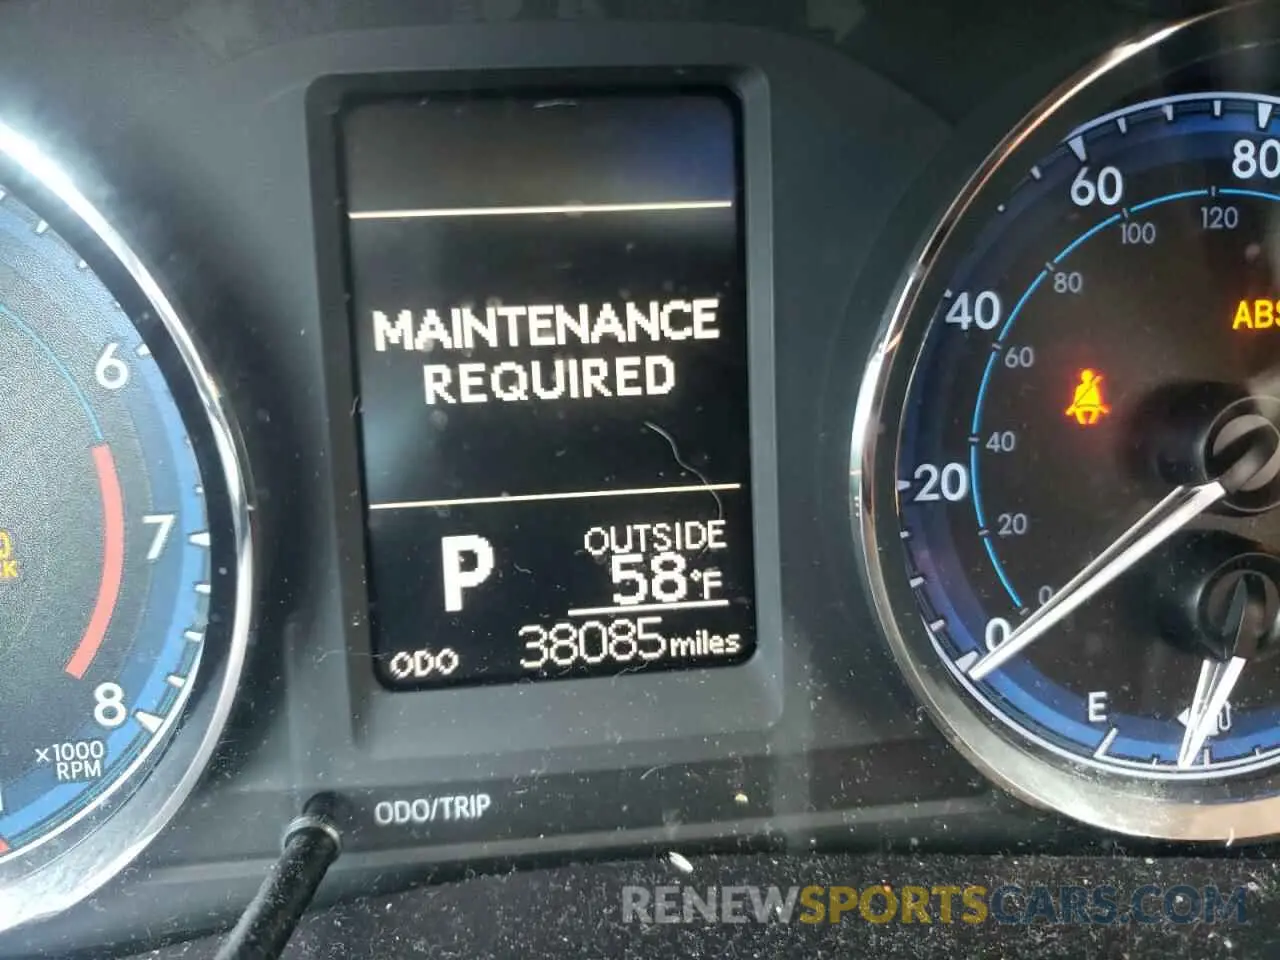 MAINTENANCE
REQUIRED
P
OUTSIDE
58°F
ODO 38085 miles
6
7
8
×1000
RPM
ODO/TRIP
0
20
40
60
80
0
20
40
60
80
100
120
ABS
E
RENEWSPORTSCARS.COM